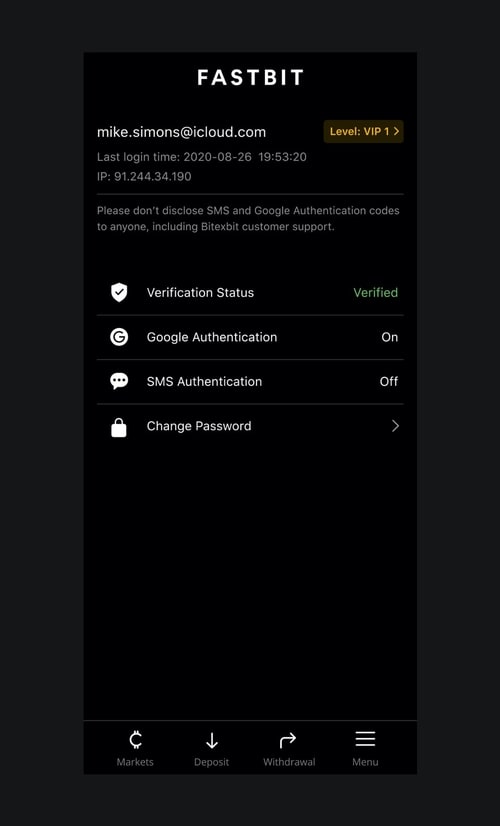 FASTBIT
mike.simons@icloud.com
Level: VIP 1
Last login time: 2020-08-26 19:53:20
IP: 91.244.34.190
Please don't disclose SMS and Google Authentication codes
to anyone, including Bitexbit customer support.
Verification Status
Verified
Google Authentication
On
SMS Authentication
Off
Change Password
Markets
Deposit
Withdrawal
Menu